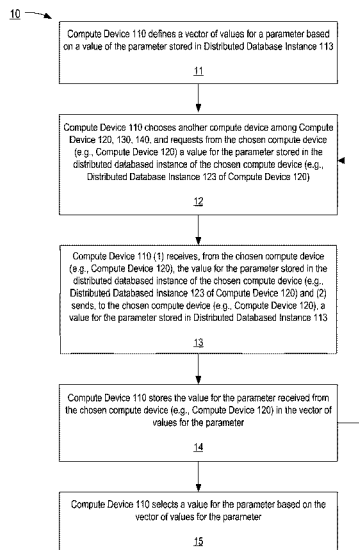 10
Compute Device 110 defines a vector of values for a parameter based
on a value of the parameter stored in Distributed Database Instance 113
11
Compute Device 110 chooses another compute device among Compute
Device 120, 130, 140, and requests from the chosen compute device
(e.g., Compute Device 120) a value for the parameter stored in the
distributed databased instance of the chosen compute device (e.g.,
Distributed Database Instance 123 of Compute Device 120)
12
Compute Device 110 (1) receives, from the chosen compute device
(e.g., Compute Device 120), the value for the parameter stored in the
distributed database instance of the chosen compute device (e.g.,
Distributed Database Instance 123 of Compute Device 120) and (2)
sends, to the chosen compute device (e.g., Compute Device 120), a
value for the parameter stored in Distributed Database Instance 113
13
Compute Device 110 stores the value for the parameter received from
the chosen compute device (e.g., Compute Device 120) in the vector of
values for the parameter
14
Compute Device 110 selects a value for the parameter based on the
vector of values for the parameter
15